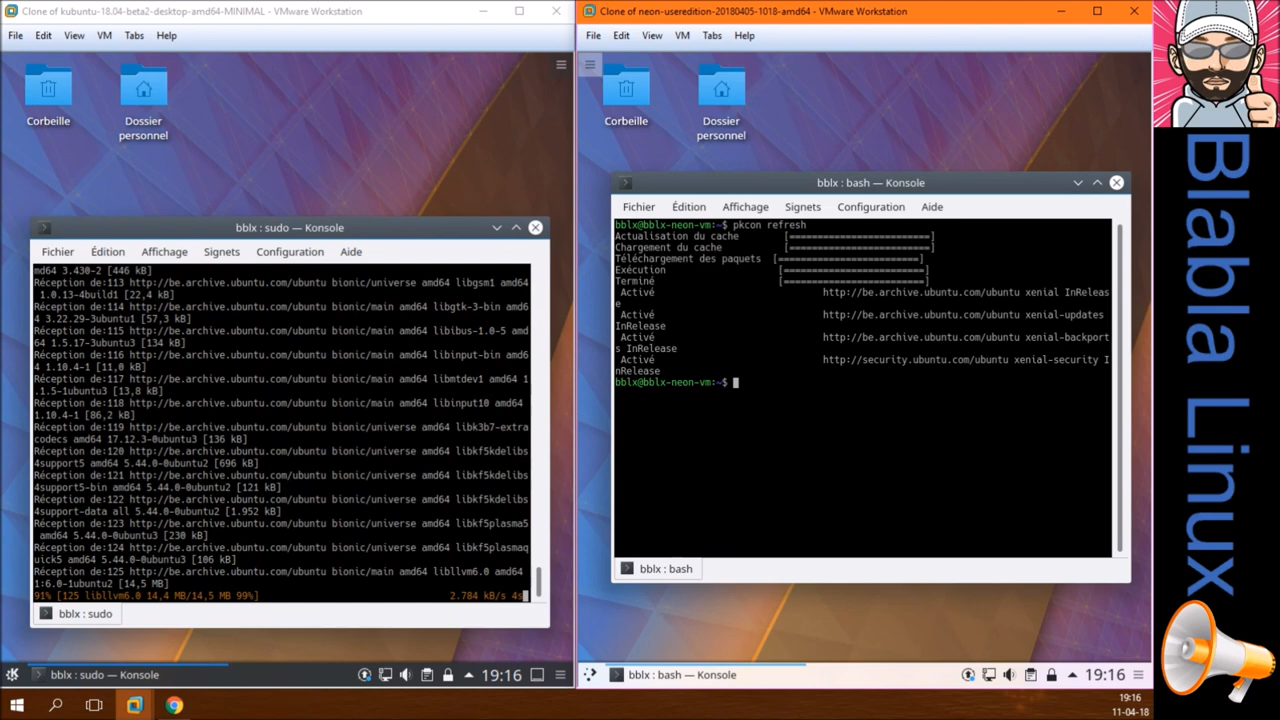 Clone of kubuntu-18.04-beta2-desktop-amd64-MINIMAL - VMware Workstation
File Edit View VM Tabs Help
Corbeille
Dossier
personnel
bblx : sudo — Konsole
Fichier Édition Affichage Signets Configuration Aide
md64 3.430-2 [446 kB]
Réception de:113 http://be.archive.ubuntu.com/ubuntu bionic/universe amd64 libgsm1 amd64
1.0.13-4build1 [22,4 kB]
Réception de:114 http://be.archive.ubuntu.com/ubuntu bionic/main amd64 libgtk-3-bin amd6
4 3.22.29-3ubuntu1 [57,3 kB]
Réception de:115 http://be.archive.ubuntu.com/ubuntu bionic/main amd64 libibus-1.0-5 amd
64 1.5.17-3ubuntu3 [134 kB]
Réception de:116 http://be.archive.ubuntu.com/ubuntu bionic/main amd64 libinput-bin amd6
4 1.10.4-1 [11,0 kB]
Réception de:117 http://be.archive.ubuntu.com/ubuntu bionic/main amd64 libmtdev1 amd64 1
.1.5-1ubuntu3 [13,8 kB]
Réception de:118 http://be.archive.ubuntu.com/ubuntu bionic/main amd64 libinput10 amd64
1.10.4-1 [86,2 kB]
Réception de:119 http://be.archive.ubuntu.com/ubuntu bionic/universe amd64 libk3b7-extra
codecs amd64 17.12.3-0ubuntu3 [136 kB]
Réception de:120 http://be.archive.ubuntu.com/ubuntu bionic/universe amd64 libkf5kdelibs
4support5 amd64 5.44.0-0ubuntu2 [696 kB]
Réception de:121 http://be.archive.ubuntu.com/ubuntu bionic/universe amd64 libkf5kdelibs
4support5-bin amd64 5.44.0-0ubuntu2 [121 kB]
Réception de:122 http://be.archive.ubuntu.com/ubuntu bionic/universe amd64 libkf5kdelibs
4support-data all 5.44.0-0ubuntu2 [1.952 kB]
Réception de:123 http://be.archive.ubuntu.com/ubuntu bionic/universe amd64 libkf5plasma5
amd64 5.44.0-0ubuntu3 [230 kB]
Réception de:124 http://be.archive.ubuntu.com/ubuntu bionic/universe amd64 libkf5plasmaq
uick5 amd64 5.44.0-0ubuntu3 [106 kB]
Réception de:125 http://be.archive.ubuntu.com/ubuntu bionic/main amd64 libllvm6.0 amd64
1:6.0-1ubuntu2 [14,5 MB]
91% [125 libllvm6.0 14,4 MB/14,5 MB 99%] 2.784 kB/s 4s
bblx : sudo
bblx : sudo — Konsole
19:16
Clone of neon-useredition-20180405-1018-amd64 - VMware Workstation
File Edit View VM Tabs Help
Corbeille
Dossier
personnel
bblx : bash — Konsole
Fichier Édition Affichage Signets Configuration Aide
bblx@bblx-neon-vm:~$ pkcon refresh
Actualisation du cache [=========================]
Chargement du cache [=========================]
Téléchargement des paquets [=========================]
Exécution [=========================]
Terminé [=========================]
Activé http://be.archive.ubuntu.com/ubuntu xenial InReleas
e
Activé http://be.archive.ubuntu.com/ubuntu xenial-updates
InRelease
Activé http://be.archive.ubuntu.com/ubuntu xenial-backport
s InRelease
Activé http://security.ubuntu.com/ubuntu xenial-security I
nRelease
bblx@bblx-neon-vm:~$
bblx : bash
bblx : bash — Konsole
19:16
19:16
11-04-18
Blabla Linux